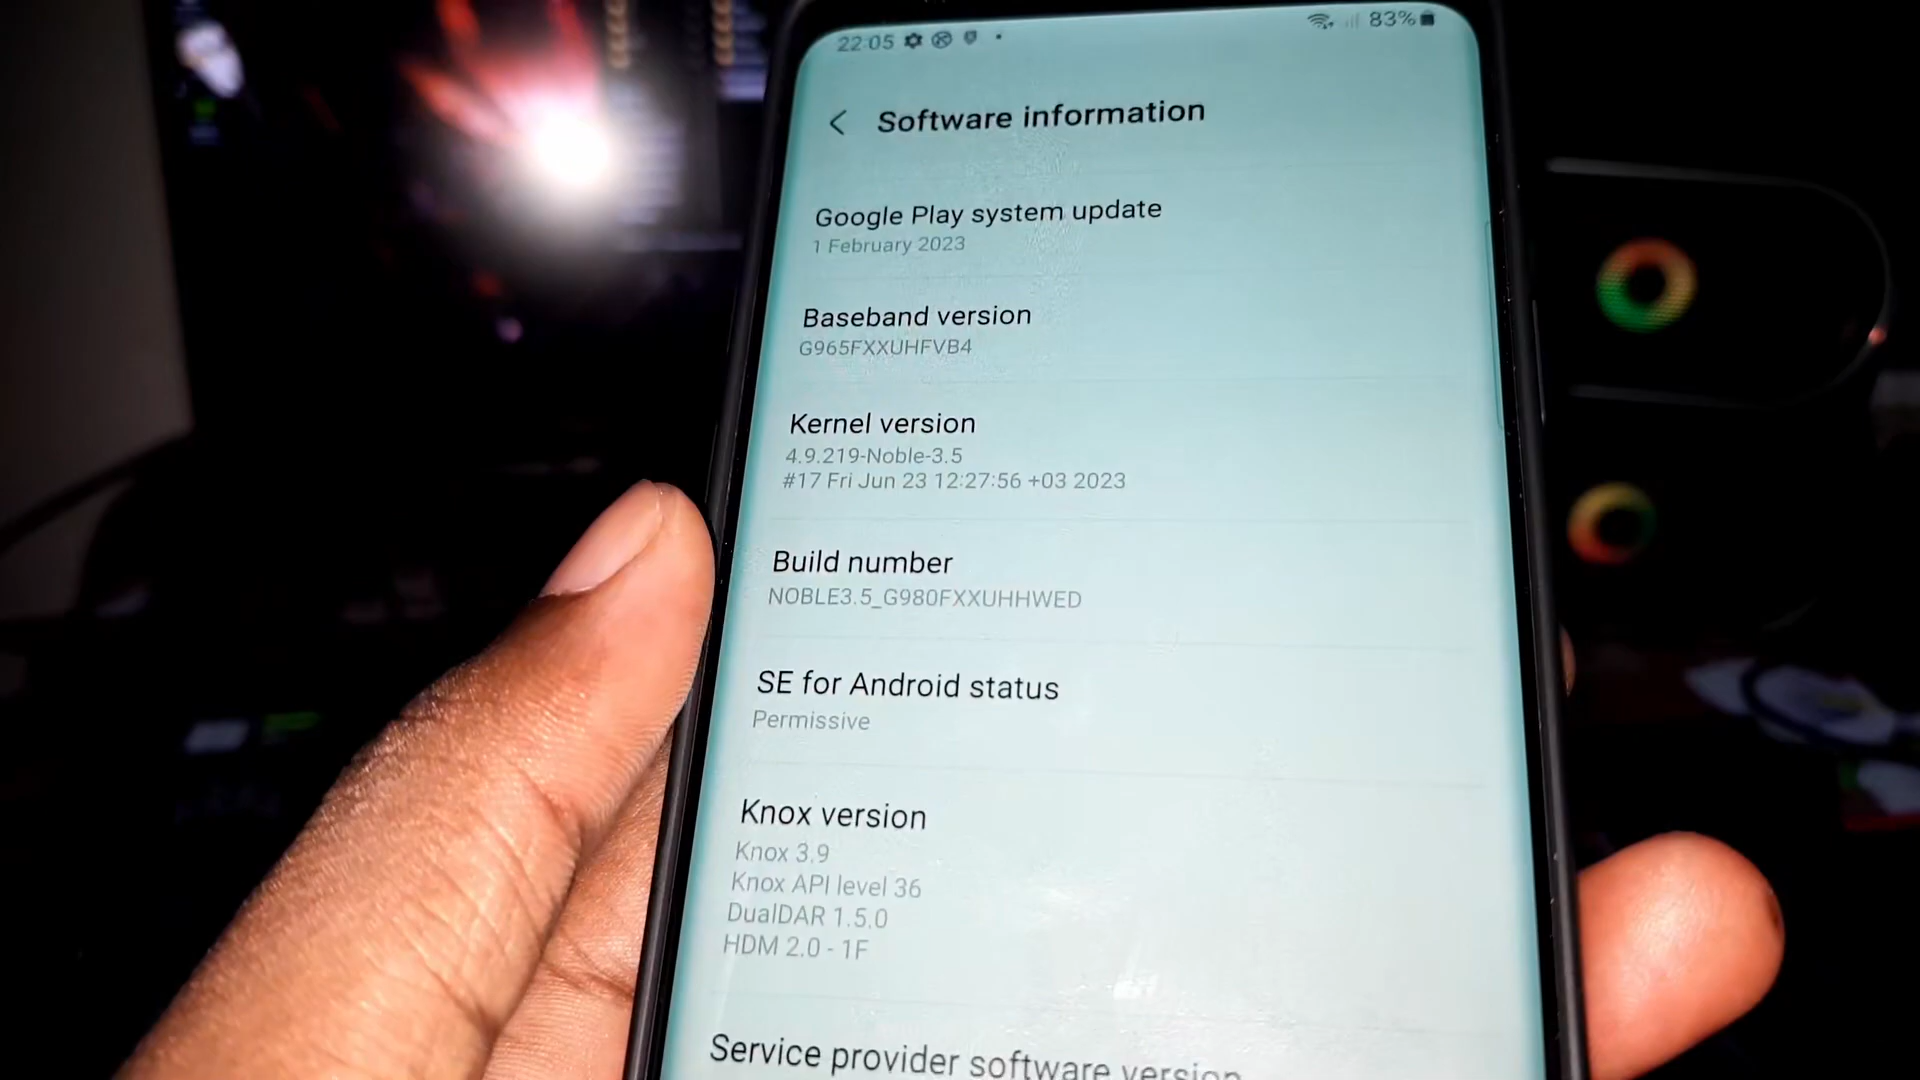 22:05
83%
Software information
Google Play system update
1 February 2023
Baseband version
G965FXXUHFVB4
Kernel version
4.9.219-Noble-3.5
#17 Fri Jun 23 12:27:56 +03 2023
Build number
NOBLE3.5_G980FXXUHHWED
SE for Android status
Permissive
Knox version
Knox 3.9
Knox API level 36
DualDAR 1.5.0
HDM 2.0 - 1F
Service provider software version